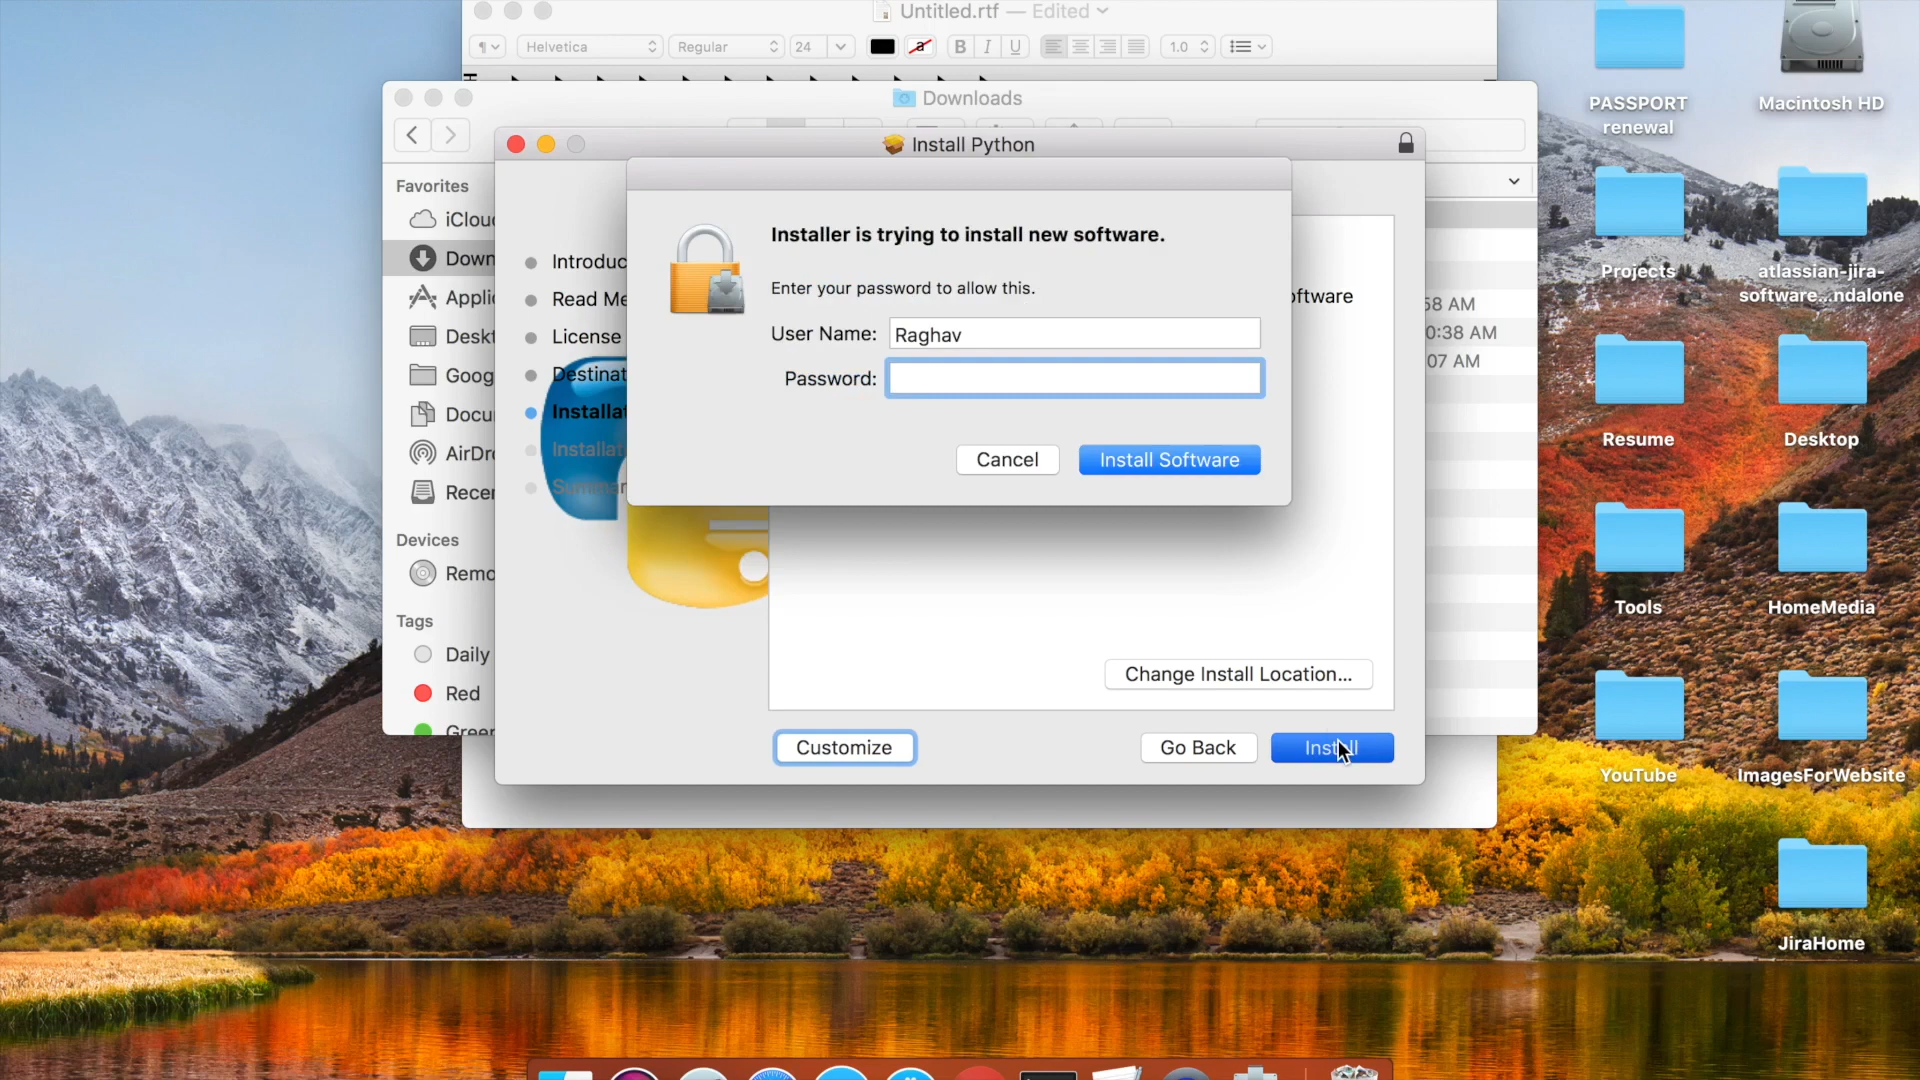 Untitled.rtf — Edited
Helvetica
Regular
24
a
B I U
1.0
Downloads
Install Python
Favorites
iClou
Down
Applic
Deskt
Goog
Docu
AirDr
Recen
Devices
Remo
Tags
Daily
Red
Green
Introduc
Read Me
License
Destinat
Installat
Installat
Summar
Installer is trying to install new software.
Enter your password to allow this.
User Name: Raghav
Password:
Cancel
Install Software
oftware
58 AM
0:38 AM
07 AM
Change Install Location...
Customize
Go Back
Install
PASSPORT
renewal
Macintosh HD
Projects
atlassian-jira-
software...ndalone
Resume
Desktop
Tools
HomeMedia
YouTube
ImagesForWebsite
JiraHome